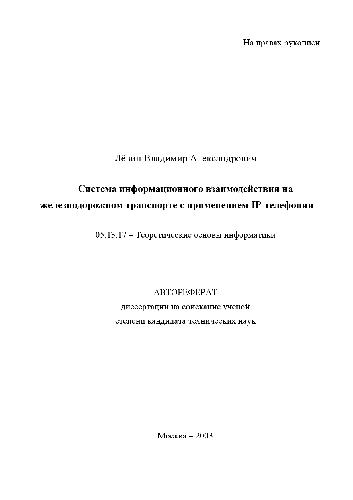 На правах рукописи
Лёвин Владимир Александрович
Система информационного взаимодействия на
железнодорожном транспорте с применением IP телефонии
05.13.17 – Теоретические основы информатики
АВТОРЕФЕРАТ
диссертации на соискание ученой
степени кандидата технических наук
Москва – 2008